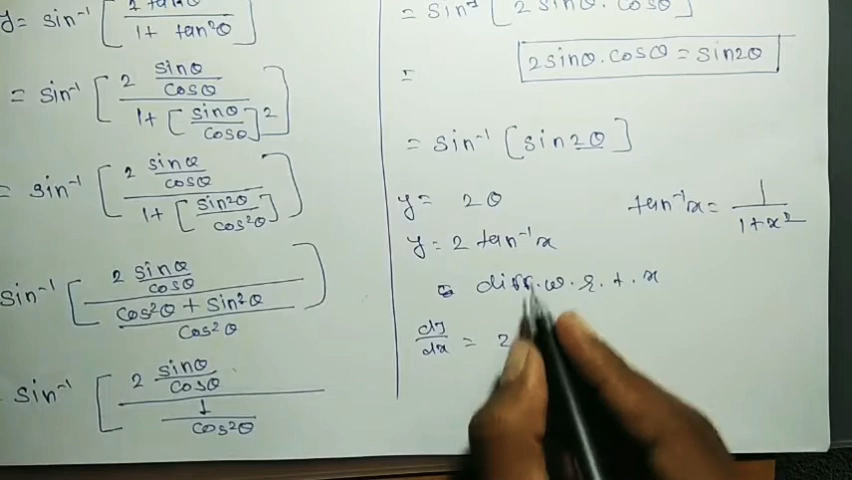 y = sin⁻¹ [ 2 tanθ / 1 + tan²θ ]
= sin⁻¹ [ 2 sinθ/cosθ / 1 + [ sinθ/cosθ ]² ]
= sin⁻¹ [ 2 sinθ/cosθ / 1 + [ sin²θ/cos²θ ] ]
sin⁻¹ [ 2 sinθ/cosθ / cos²θ + sin²θ / cos²θ ]
sin⁻¹ [ 2 sinθ/cosθ / 1/cos²θ
= sin⁻¹ [ 2 sinθ. cosθ ]
= 2sinθ.cosθ = sin2θ
= sin⁻¹ [ sin2θ ]
y = 2θ
tan⁻¹x = 1/1+x²
y = 2 tan⁻¹x
diff.w.r.t.x
dy/dx = 2